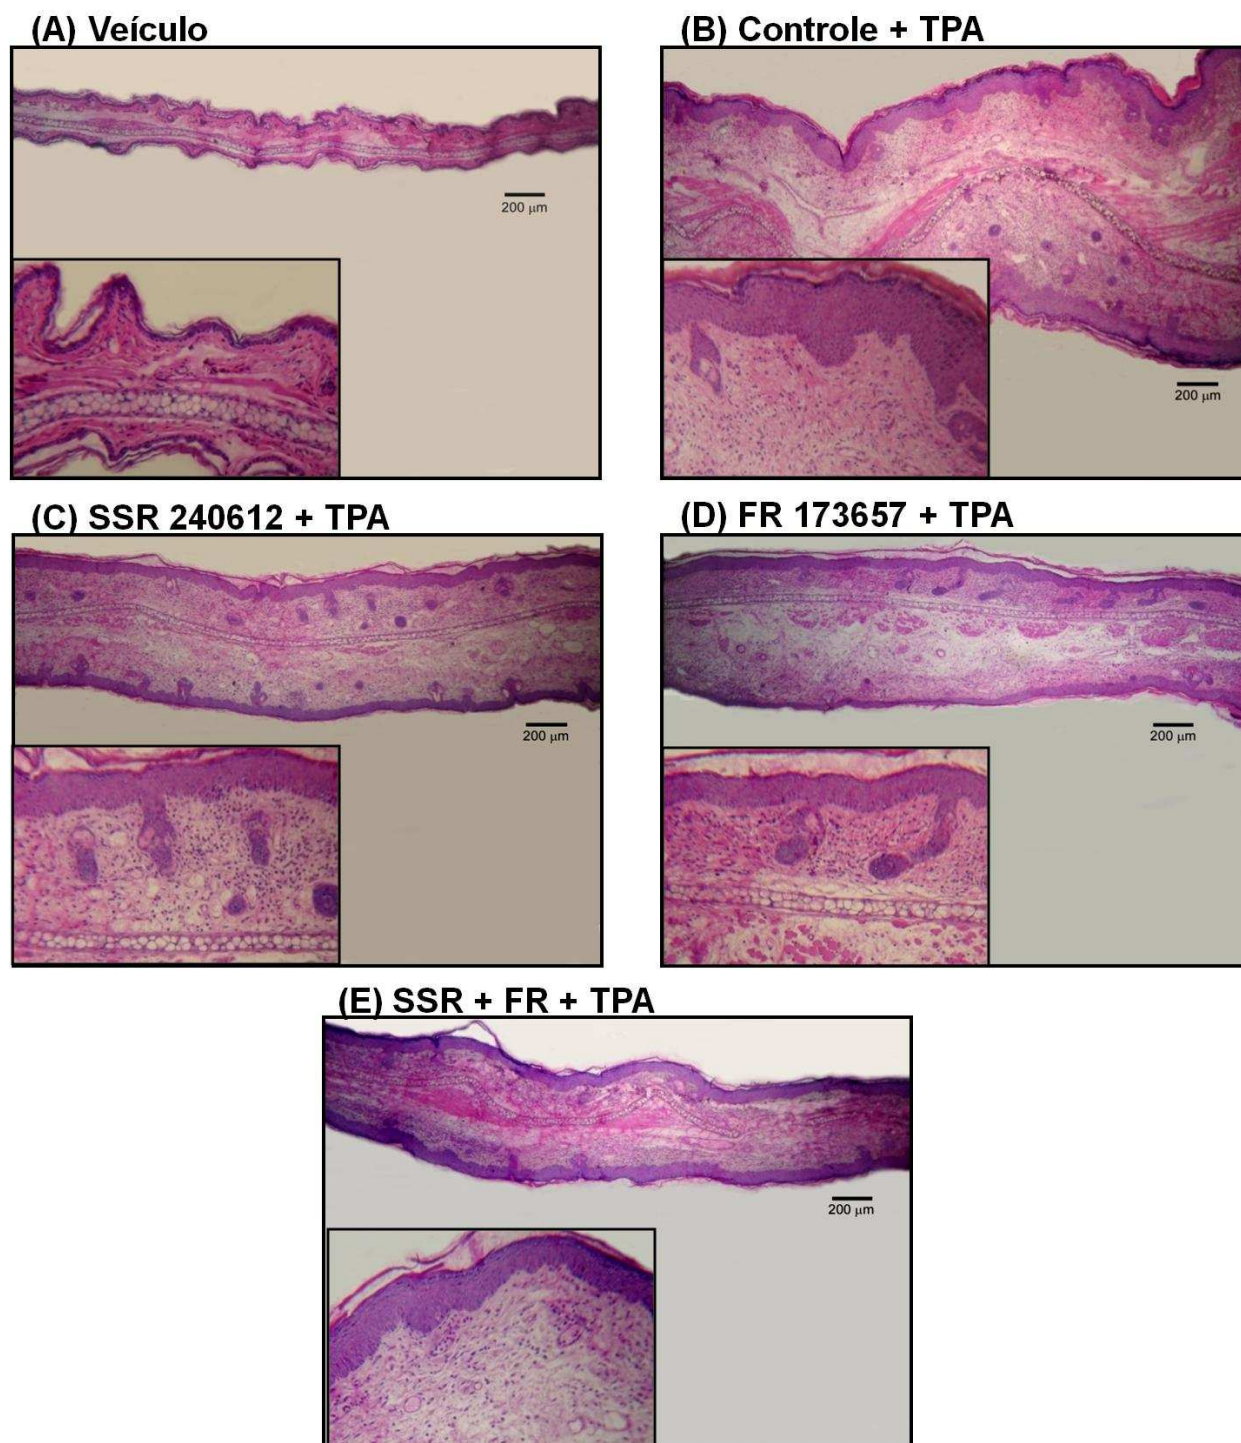 (A) Veículo
200 μm
(B) Controle + TPA
200 μm
(C) SSR 240612 + TPA
200 μm
(D) FR 173657 + TPA
200 μm
(E) SSR + FR + TPA
200 μm